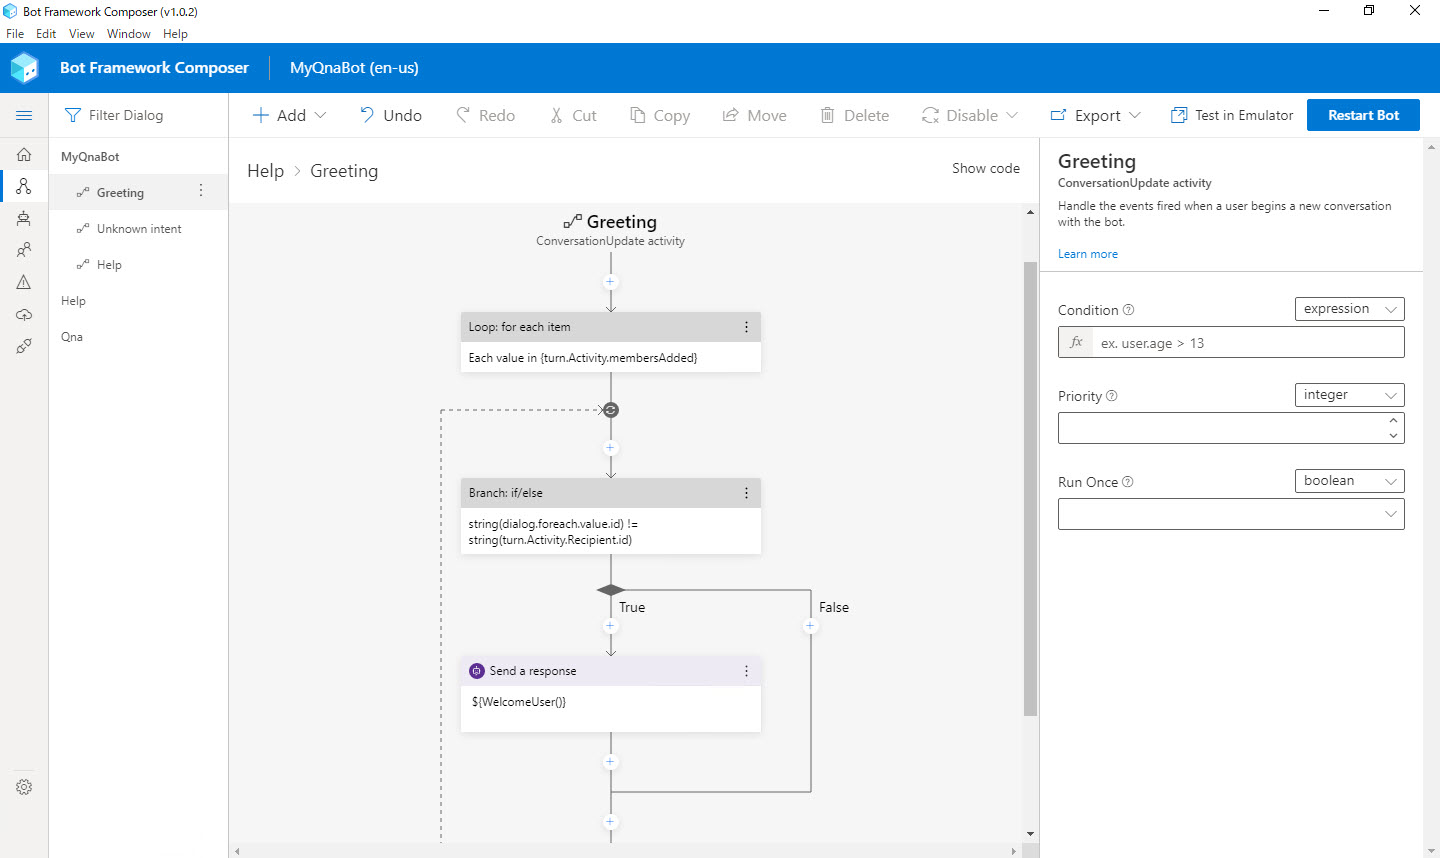 Bot Framework Composer (v1.0.2)
File Edit View Window Help
Bot Framework Composer MyQnaBot (en-us)
Filter Dialog
Add Undo Redo Cut Copy Move Delete Disable Export Test in Emulator Restart Bot
MyQnaBot
Greeting
Unknown intent
Help
Help
Qna
Help > Greeting
Show code
Greeting
ConversationUpdate activity
Loop: for each item
Each value in {turn.Activity.membersAdded}
Branch: if/else
string(dialog.foreach.value.id) !=
string(turn.Activity.Recipient.id)
True
False
Send a response
${WelcomeUser()}
Greeting
ConversationUpdate activity
Handle the events fired when a user begins a new conversation
with the bot.
Learn more
Condition expression
fx ex. user.age > 13
Priority integer
Run Once boolean